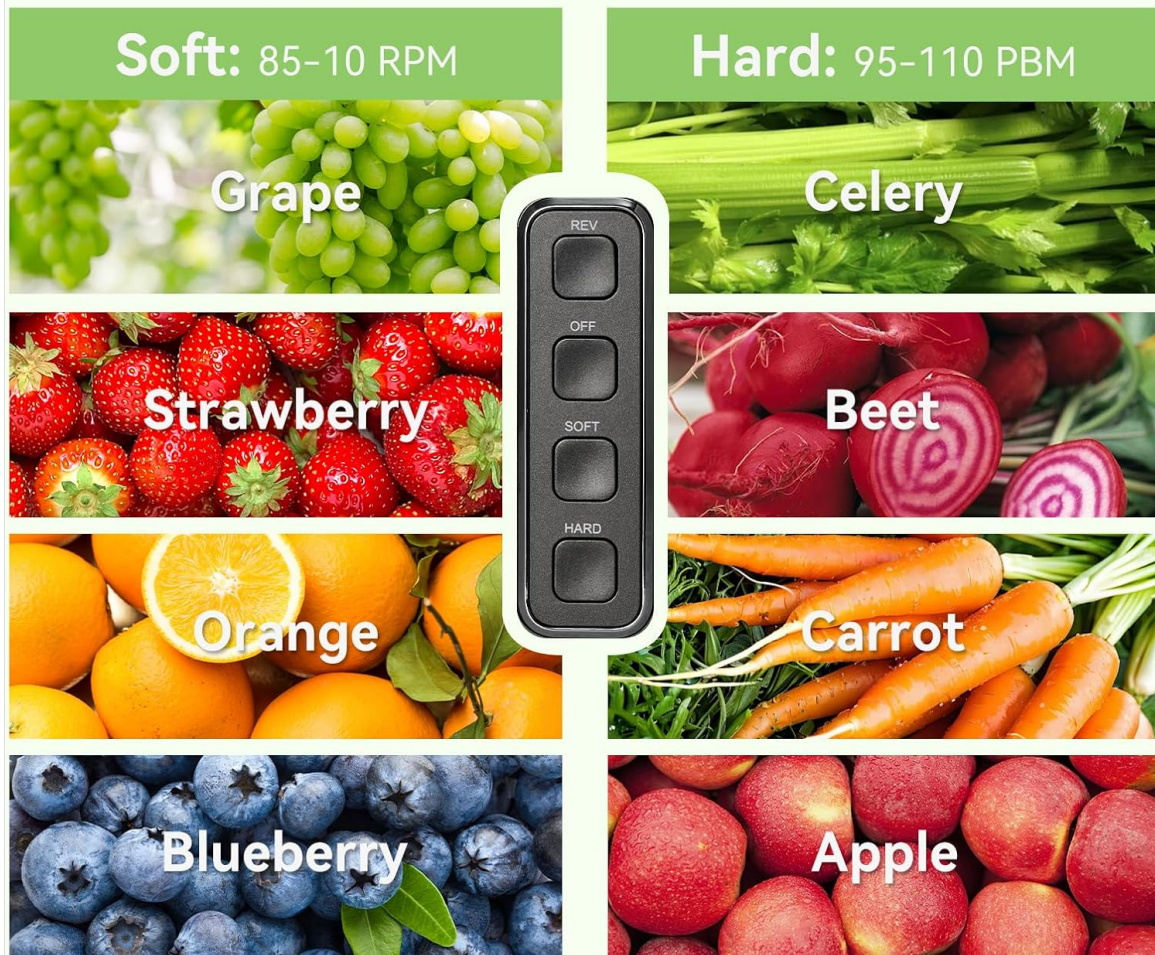 Soft: 85-10 RPM
Hard: 95-110 PBM
Grape
Celery
REV
OFF
SOFT
HARD
Strawberry
Beet
Orange
Carrot
Blueberry
Apple